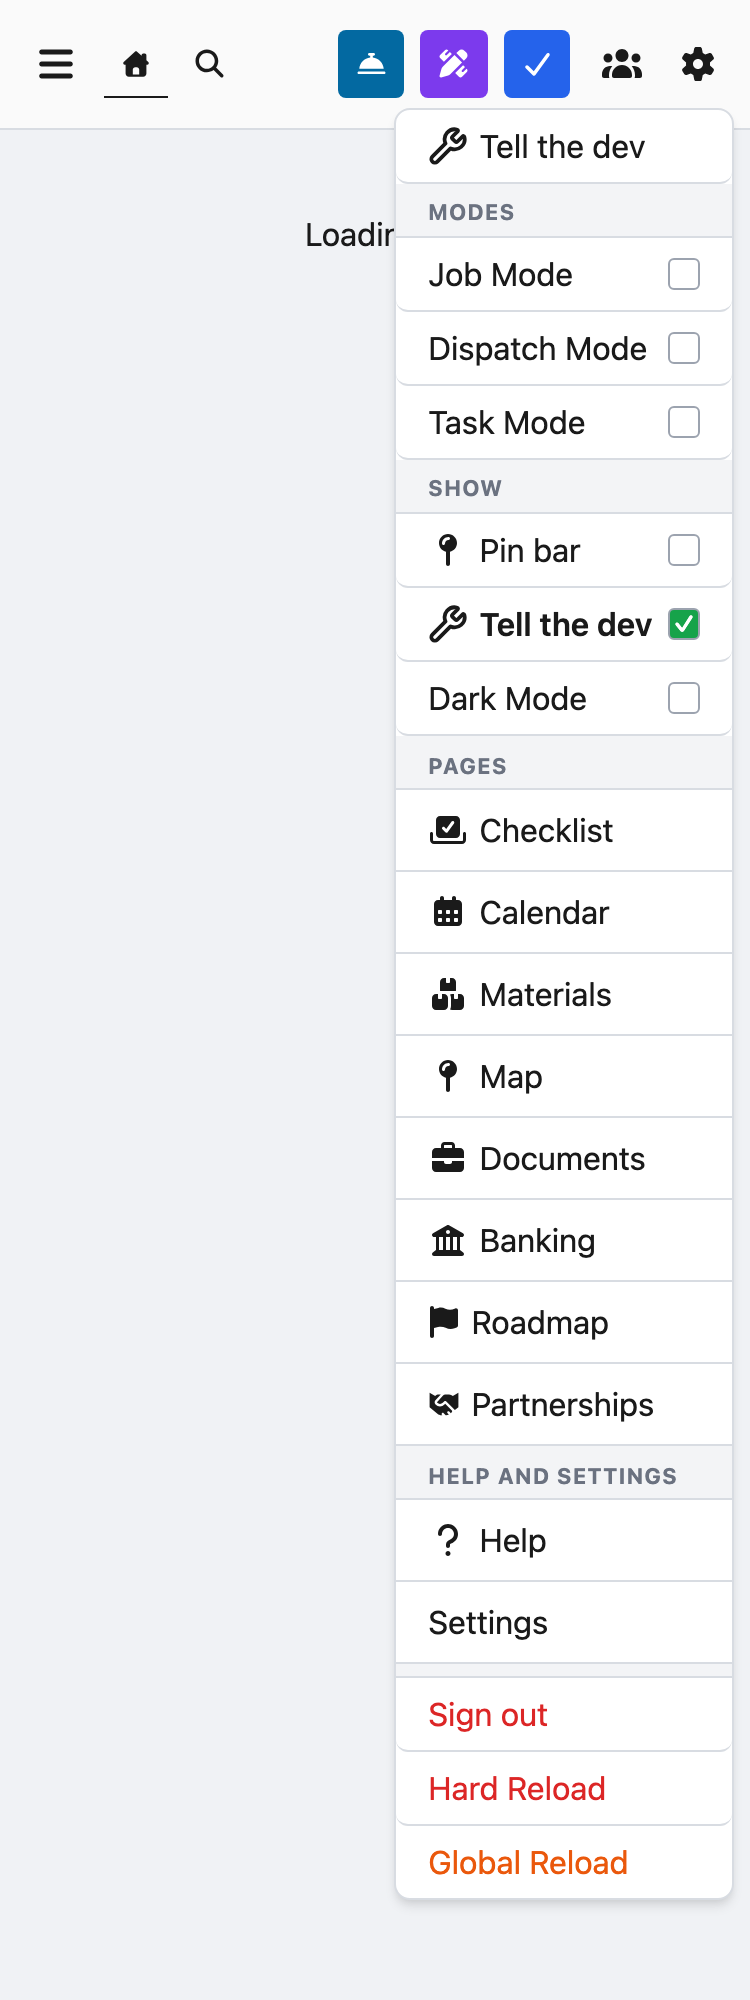 Loadin
Tell the dev
MODES
Job Mode
Dispatch Mode
Task Mode
SHOW
Pin bar
Tell the dev
Dark Mode
PAGES
Checklist
Calendar
Materials
Map
Documents
Banking
Roadmap
Partnerships
HELP AND SETTINGS
Help
Settings
Sign out
Hard Reload
Global Reload